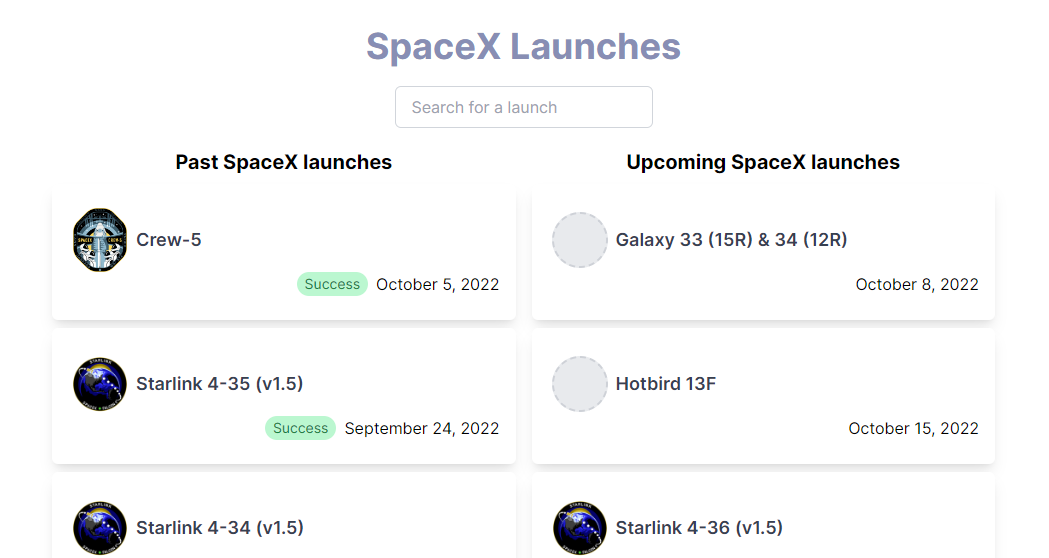 SpaceX Launches
Search for a launch
Past SpaceX launches
Crew-5
Success October 5, 2022
Starlink 4-35 (v1.5)
Success September 24, 2022
Starlink 4-34 (v1.5)
Upcoming SpaceX launches
Galaxy 33 (15R) & 34 (12R)
October 8, 2022
Hotbird 13F
October 15, 2022
Starlink 4-36 (v1.5)